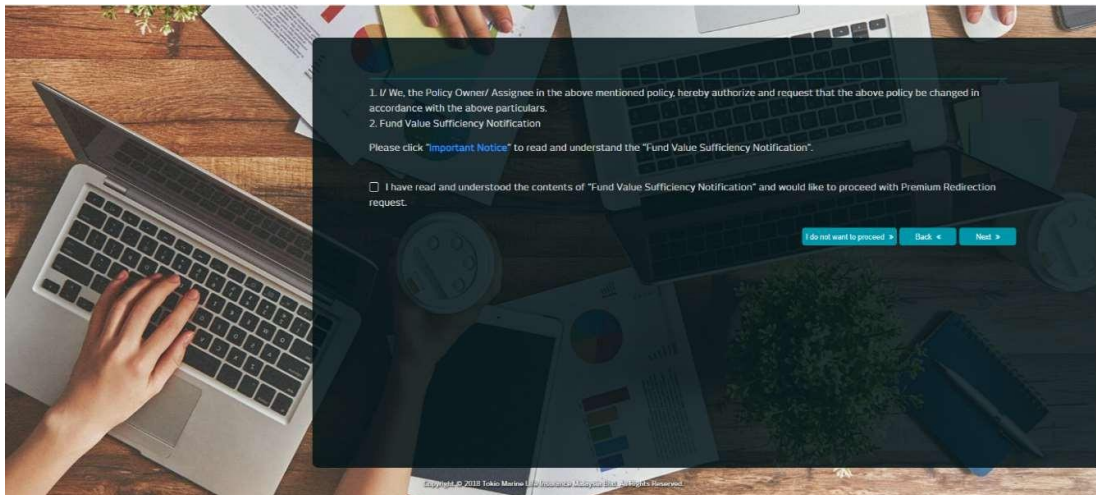 1. I/ We, the Policy Owner/ Assignee in the above mentioned policy, hereby authorize and request that the above policy be changed in
accordance with the above particulars.
2. Fund Value Sufficiency Notification
Please click "Important Notice" to read and understand the "Fund Value Sufficiency Notification".
I have read and understood the contents of "Fund Value Sufficiency Notification" and would like to proceed with Premium Redirection
request.
I do not want to proceed » Back « Next »
Copyright © 2018 Tokio Marine Life Insurance Malaysia Bhd. All Rights Reserved.